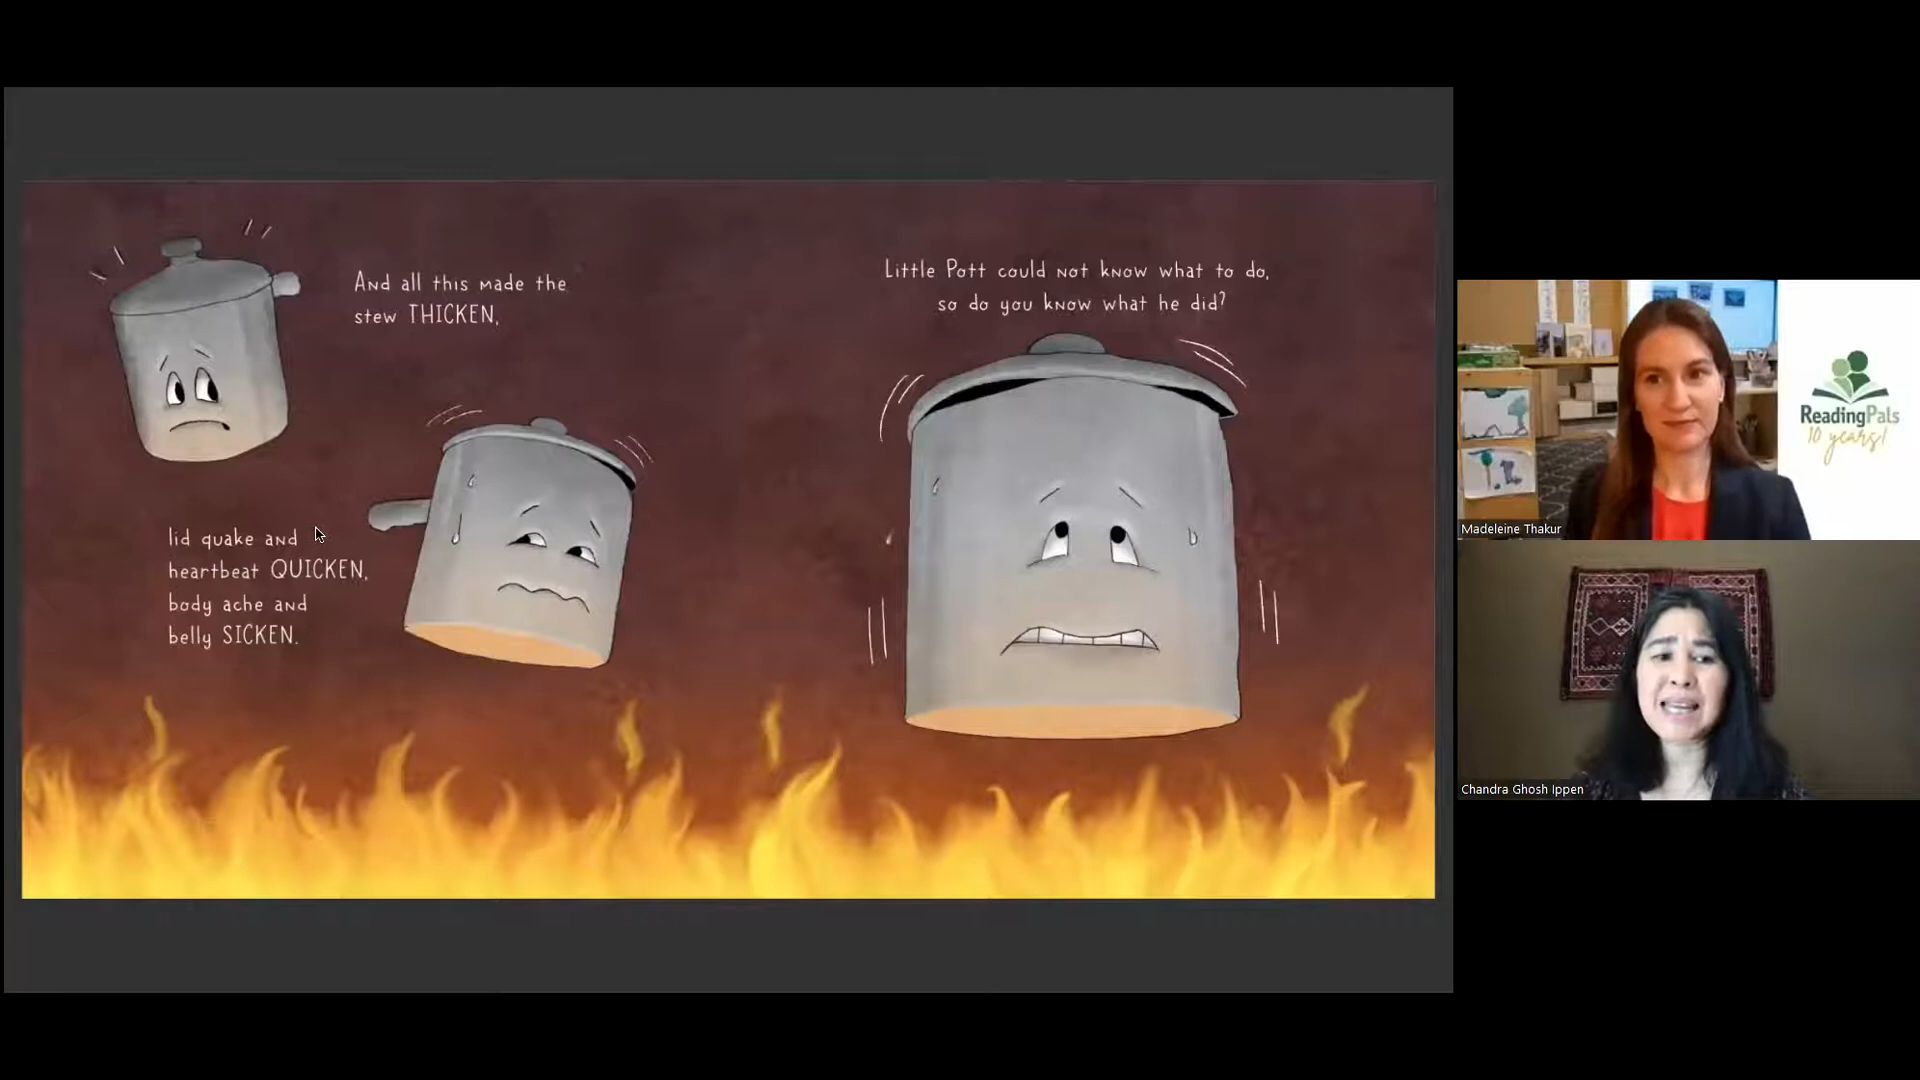 And all this made the
stew THICKEN,
lid quake and
heartbeat QUICKEN,
body ache and
belly SICKEN.
Little Pott could not know what to do,
so do you know what he did?
ReadingPals
10 years!
Madeleine Thakur
Chandra Ghosh Ippen